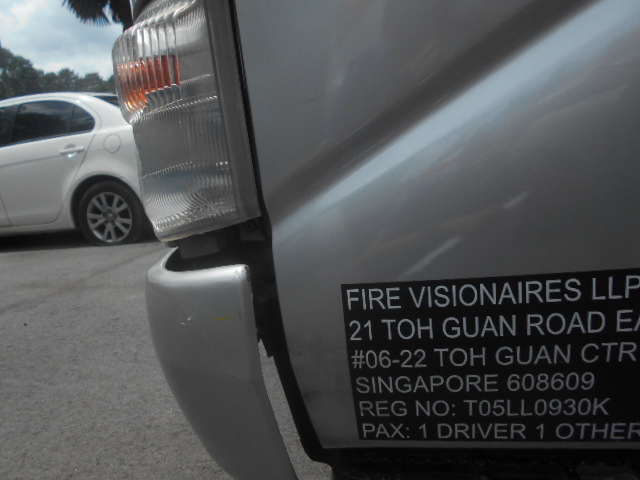 FIRE VISIONAIRES LLP
21 TOH GUAN ROAD EA
#06-22 TOH GUAN CTR
SINGAPORE 608609
REG NO: T05LL0930K
PAX: 1 DRIVER 1 OTHER